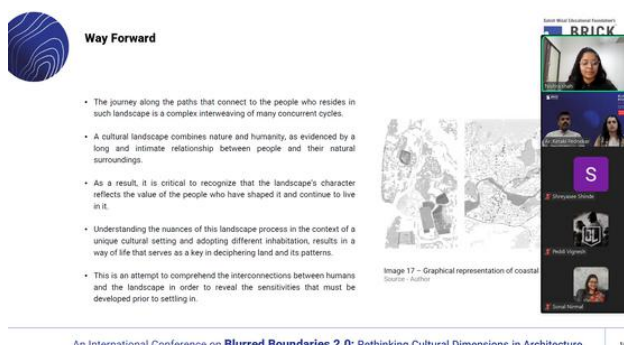 Sumit Wool Educational Foundation's
BRICK
Way Forward
• The journey along the paths that connect to the people who resides in
such landscape is a complex interweaving of many concurrent cycles.
• A cultural landscape combines nature and humanity, as evidenced by a
long and intimate relationship between people and their natural
surroundings.
• As a result, it is critical to recognize that the landscape's character
reflects the value of the people who have shaped it and continue to live
in it.
• Understanding the nuances of this landscape process in the context of a
unique cultural setting and adopting different inhabitation, results in a
way of life that serves as a key in deciphering land and its patterns.
• This is an attempt to comprehend the interconnections between humans
and the landscape in order to reveal the sensitivities that must be
developed prior to settling in.
Image 17 – Graphical representation of coastal
Source - Author
S
Shreyasee Shinde
JL
Peddi Vignesh
Sonal Nirmal
An International Conference on Blurred Boundaries 2.0: Rethinking Cultural Dimensions in Architecture